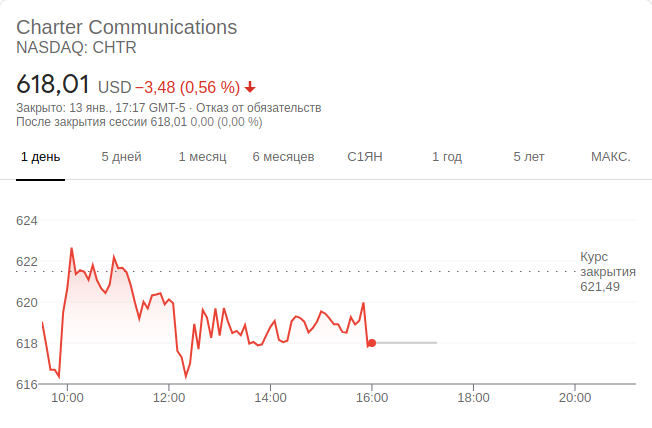 Charter Communications
NASDAQ: CHTR
618,01 USD −3,48 (0,56 %)
Закрыто: 13 янв., 17:17 GMT-5 · Отказ от обязательств
После закрытия сессии 618,01 0,00 (0,00 %)
1 день 5 дней 1 месяц 6 месяцев С1ЯН 1 год 5 лет МАКС.
624
622
620
618
616
Курс
закрытия
621,49
10:00 12:00 14:00 16:00 18:00 20:00